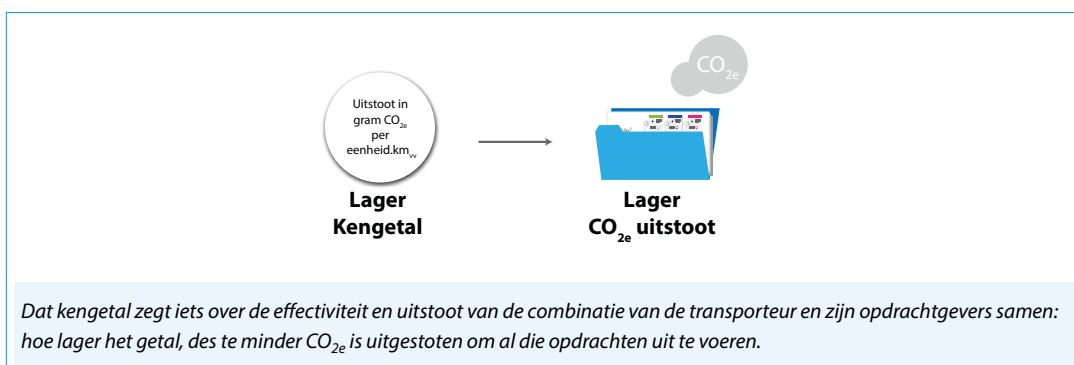 CO2e
Uitstoot in
gram CO2e
per
eenheid.kmvv
Lager
Kengetal
Lager
CO2e uitstoot
Dat kengetal zegt iets over de effectiviteit en uitstoot van de combinatie van de transporteur en zijn opdrachtgevers samen:
hoe lager het getal, des te minder CO2e is uitgestoten om al die opdrachten uit te voeren.